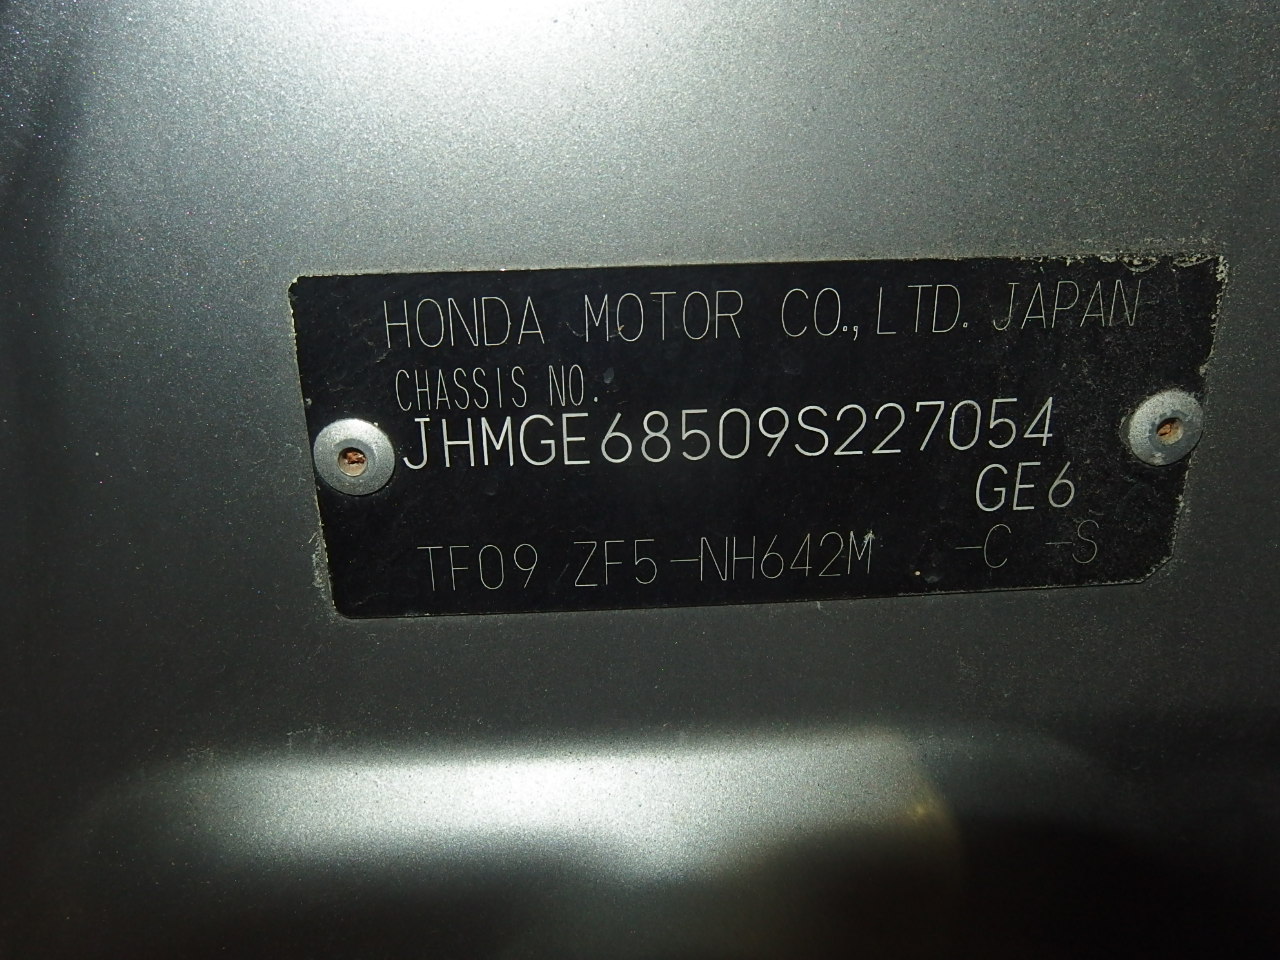 HONDA MOTOR CO., LTD. JAPAN
CHASSIS NO.
JHMGE68509S227054
GE6
TF09 ZF5-NH642M -C -S